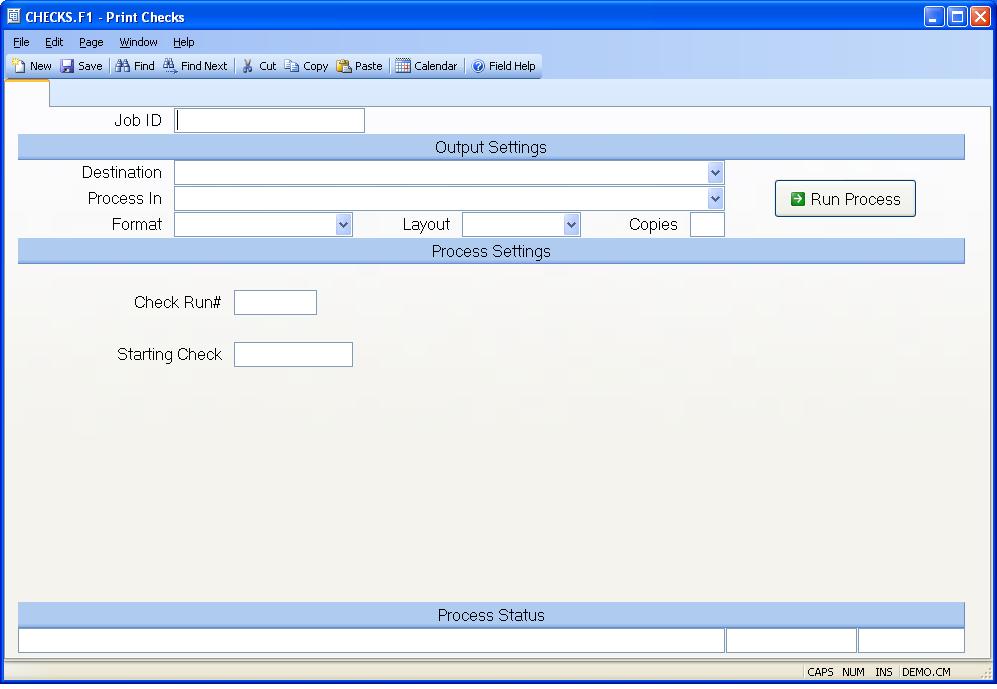 CHECKS.F1 - Print Checks
File Edit Page Window Help
New Save Find Find Next Cut Copy Paste Calendar Field Help
Job ID
Output Settings
Destination
Process In
Run Process
Format Layout Copies
Process Settings
Check Run#
Starting Check
Process Status
CAPS NUM INS DEMO.CM